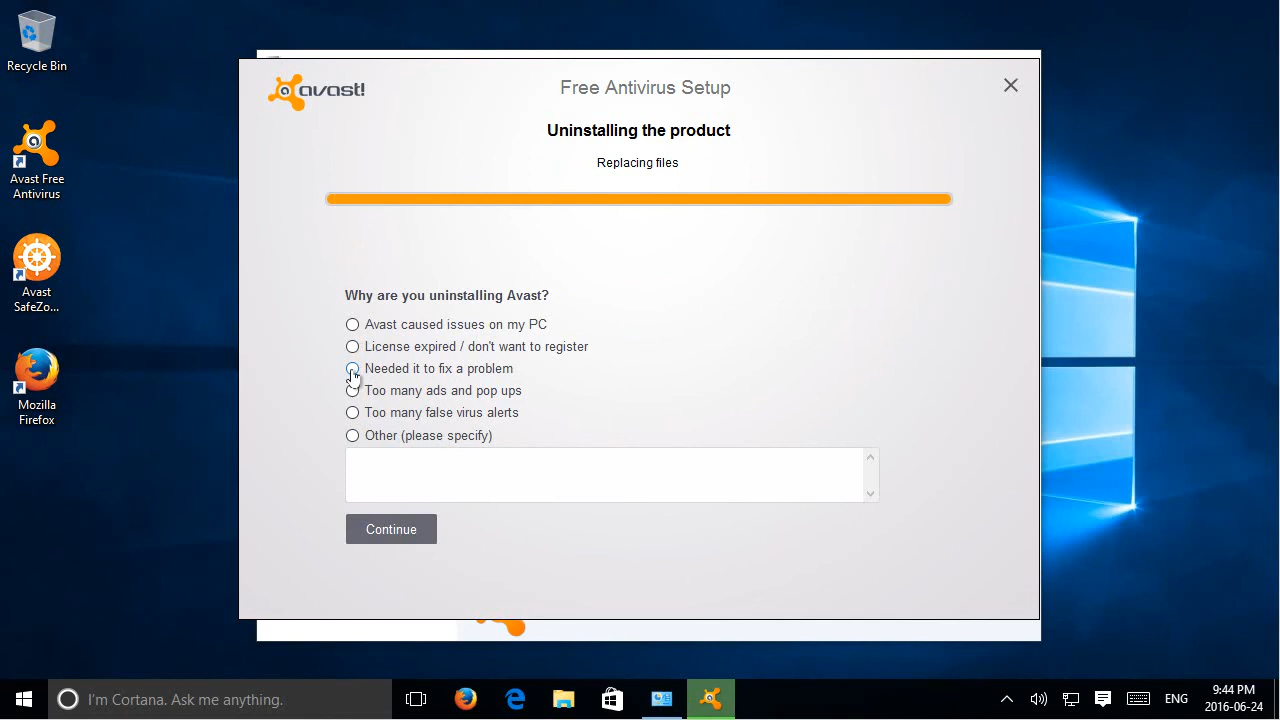 Recycle Bin
Avast Free
Antivirus
Avast
SafeZo...
Mozilla
Firefox
avast!
Free Antivirus Setup
Uninstalling the product
Replacing files
Why are you uninstalling Avast?
Avast caused issues on my PC
License expired / don't want to register
Needed it to fix a problem
Too many ads and pop ups
Too many false virus alerts
Other (please specify)
Continue
I'm Cortana. Ask me anything.
ENG
9:44 PM
2016-06-24